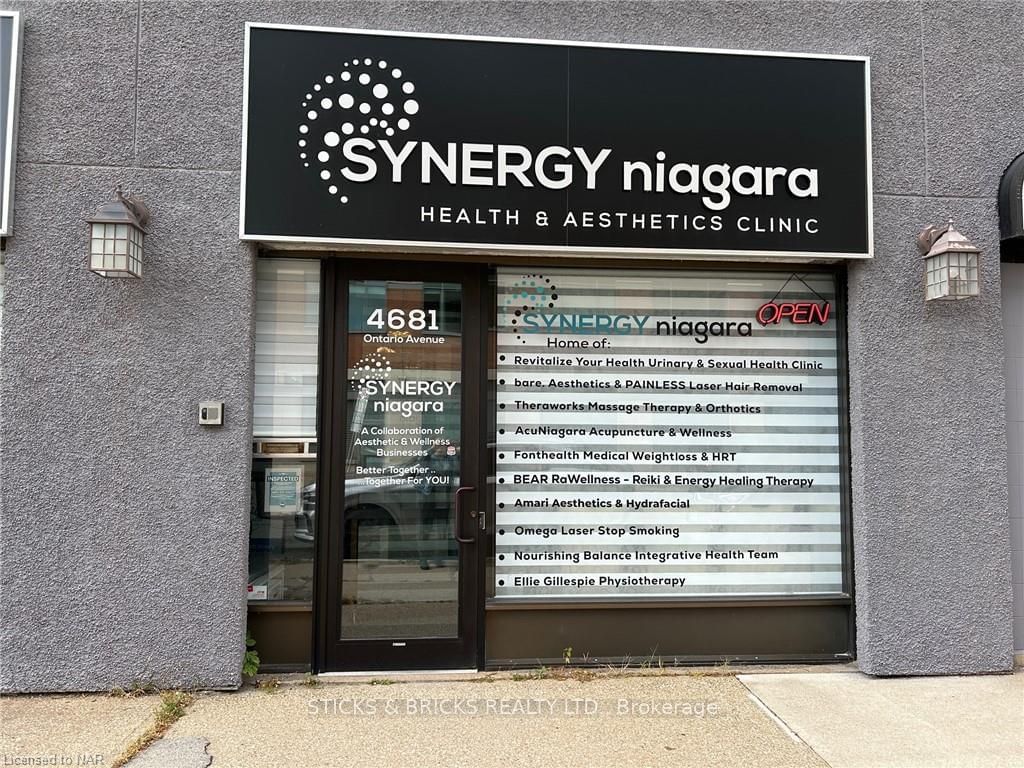 SYNERGY niagara
HEALTH & AESTHETICS CLINIC
4681
Ontario Avenue
SYNERGY
niagara
A Collaboration of
Aesthetic & Wellness
Businesses
Better Together ..
...Together For YOU!
INSPECTED
SYNERGY niagara
OPEN
Home of:
• Revitalize Your Health Urinary & Sexual Health Clinic
• bare. Aesthetics & PAINLESS Laser Hair Removal
• Theraworks Massage Therapy & Orthotics
• AcuNiagara Acupuncture & Wellness
• Fonthealth Medical Weightloss & HRT
• BEAR RaWellness - Reiki & Energy Healing Therapy
• Amari Aesthetics & Hydrafacial
• Omega Laser Stop Smoking
• Nourishing Balance Integrative Health Team
• Ellie Gillespie Physiotherapy
STICKS & BRICKS REALTY LTD., Brokerage
Licensed to NAR